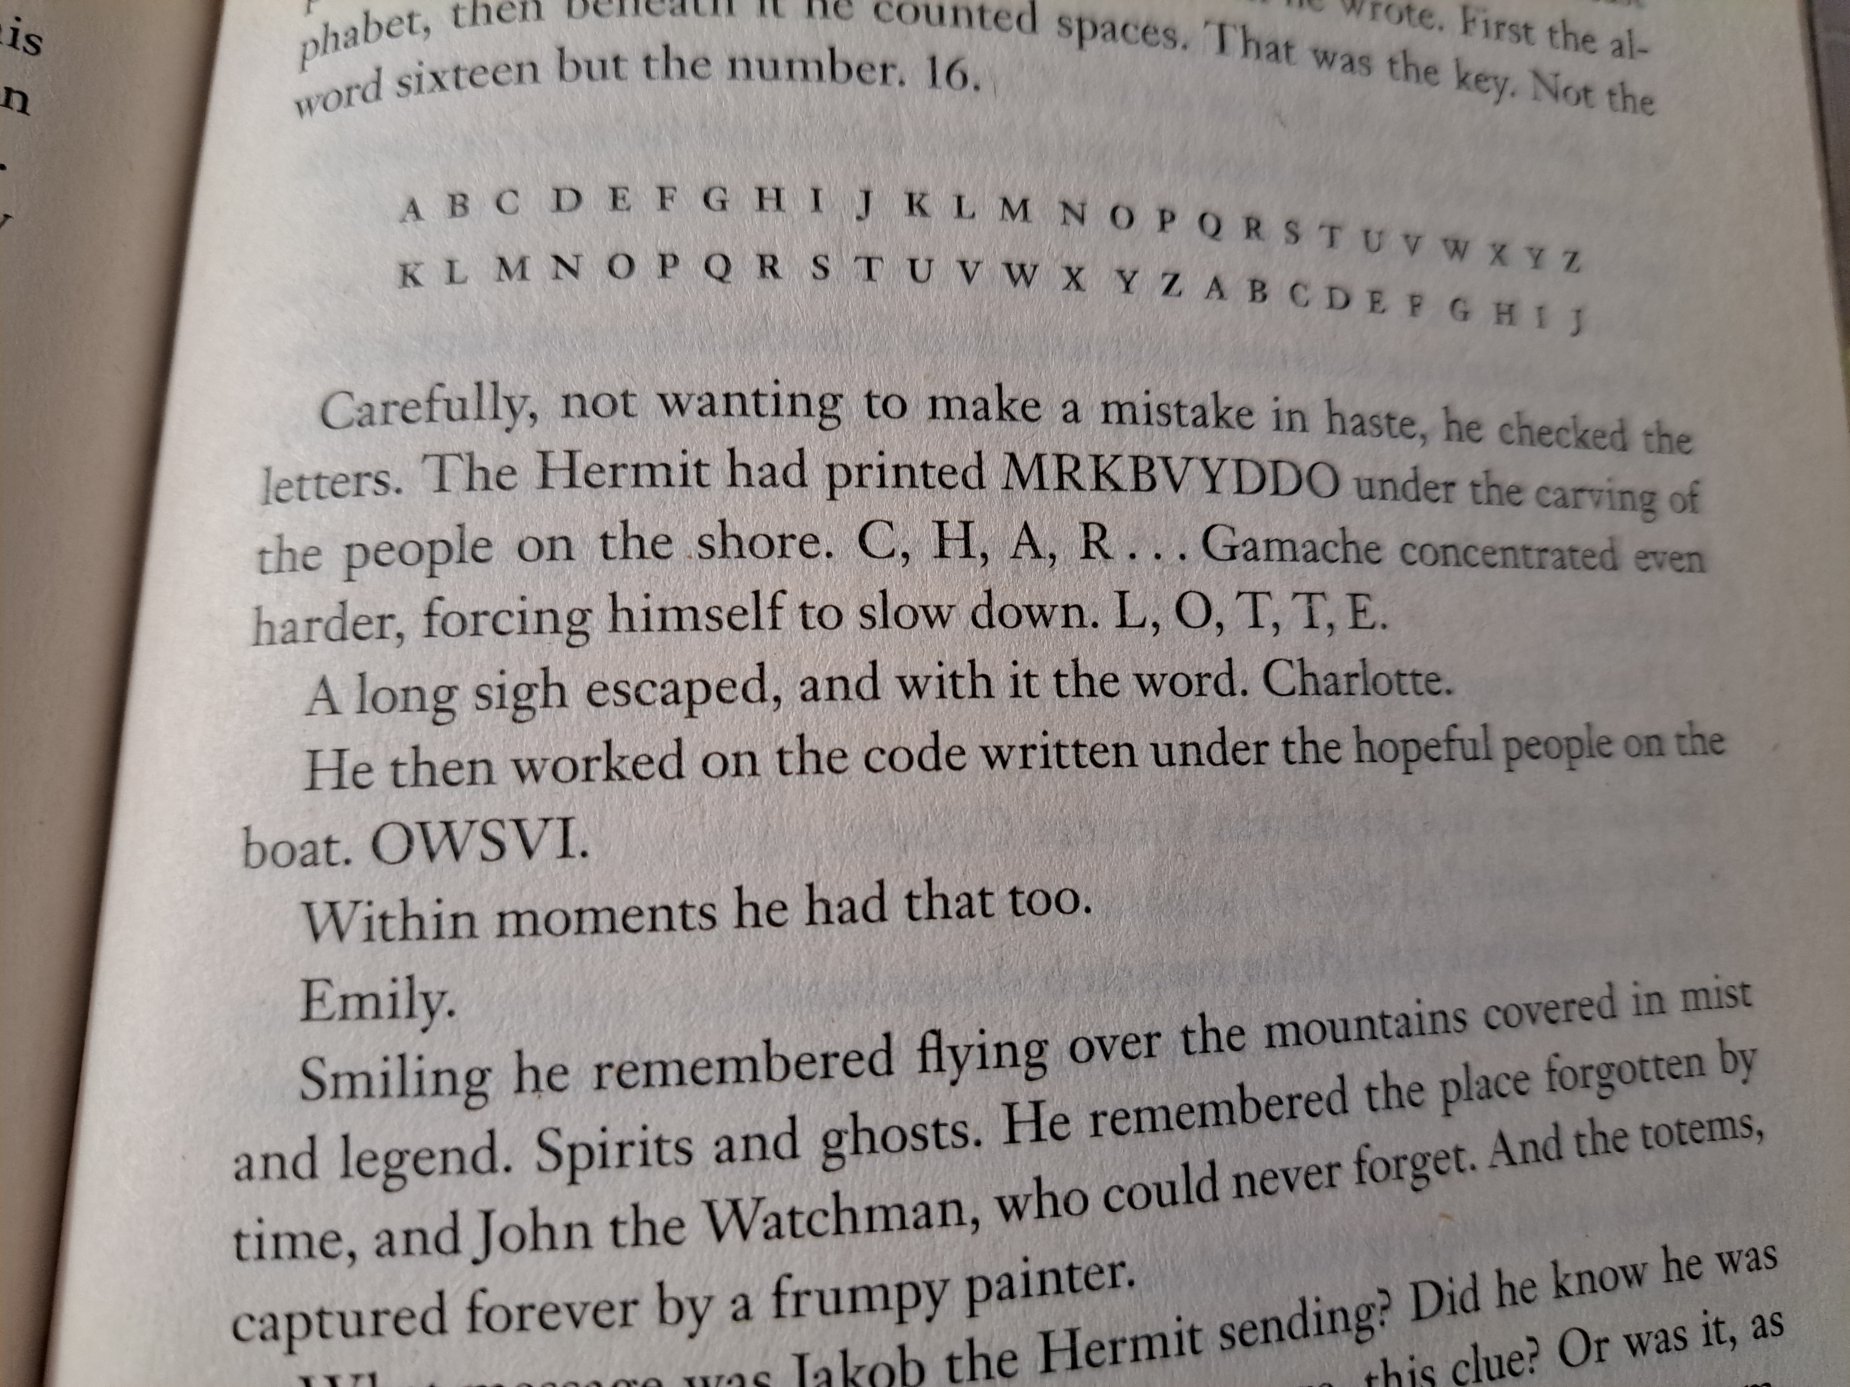 is
n
wrote. First the al-
phabet, then beneath it he counted spaces. That was the key. Not the
word sixteen but the number. 16.
A B C D E F G H I J K L M N O P Q R S T U V W X Y Z
K L M N O P Q R S T U V W X Y Z A B C D E F G H I J
Carefully, not wanting to make a mistake in haste, he checked the
letters. The Hermit had printed MRKBVYDDO under the carving of
the people on the shore. C, H, A, R . . . Gamache concentrated even
harder, forcing himself to slow down. L, O, T, T, E.
A long sigh escaped, and with it the word. Charlotte.
He then worked on the code written under the hopeful people on the
boat. OWSVI.
Within moments he had that too.
Emily.
Smiling he remembered flying over the mountains covered in mist
and legend. Spirits and ghosts. He remembered the place forgotten by
time, and John the Watchman, who could never forget. And the totems,
captured forever by a frumpy painter.
What message was Jakob the Hermit sending? Did he know he was
this clue? Or was it, as